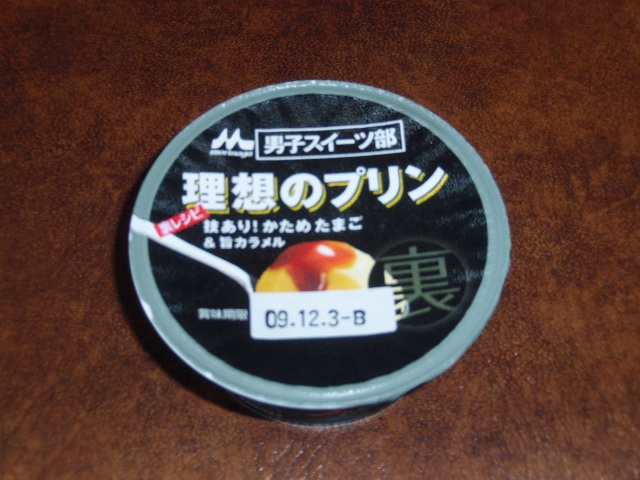 morinaga
男子スイーツ部
理想のプリン
裏レシピ
技あり！かためたまご
&旨カラメル
裏
賞味期限
09.12.3-B